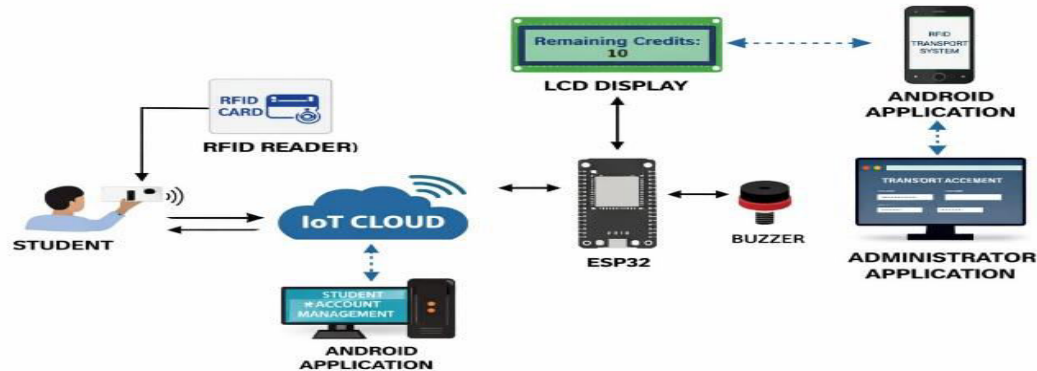 Remaining Credits:
10
LCD DISPLAY
RFID
TRANSPORT
SYSTEM
ANDROID
APPLICATION
RFID
CARD
RFID READER)
STUDENT
IoT CLOUD
ESP32
BUZZER
TRANSPORT ACCEMENT
ADMINISTRATOR
APPLICATION
STUDENT
ACCOUNT
MANAGEMENT
ANDROID
APPLICATION